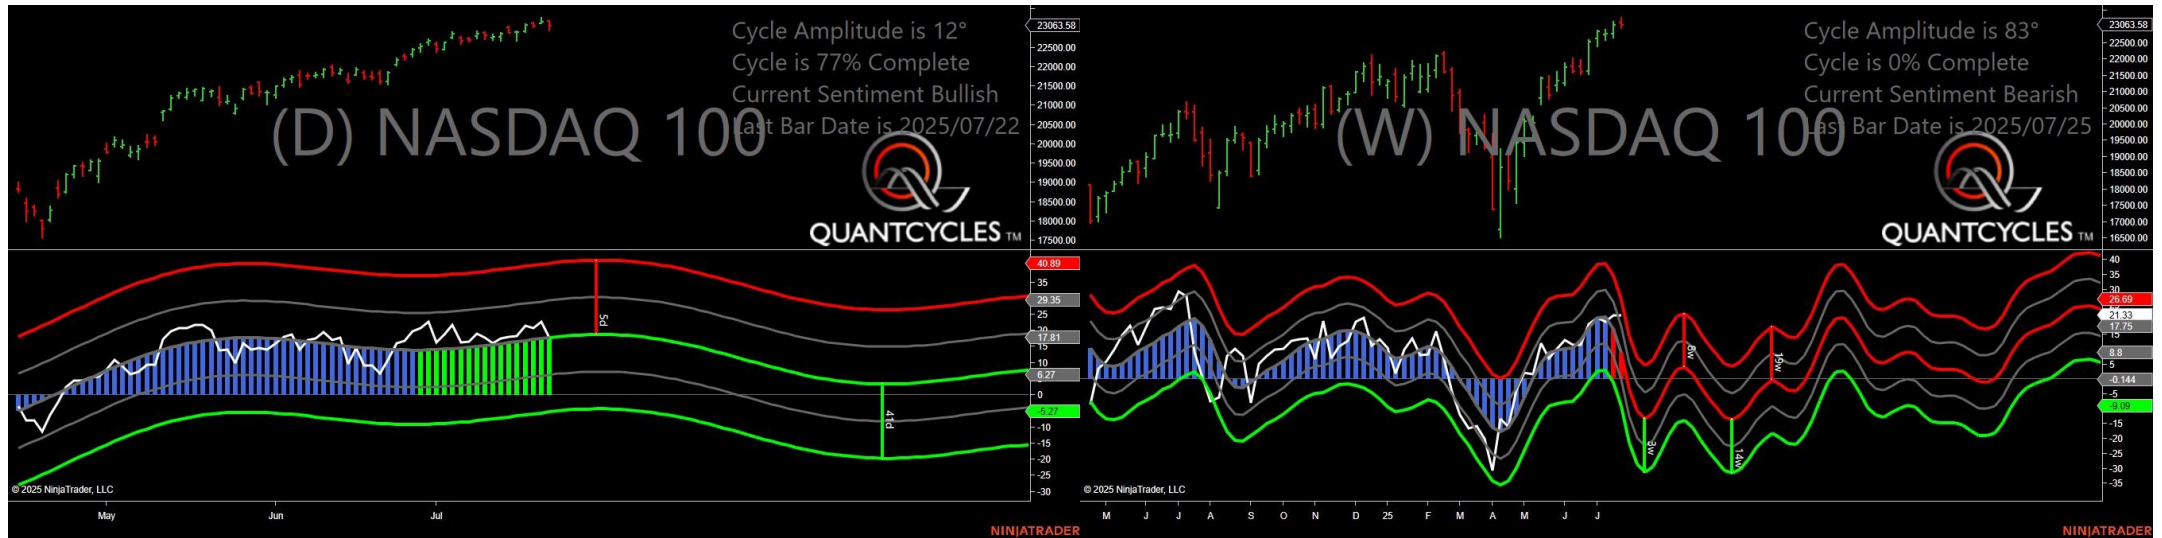 23063.58
22500.00
22000.00
21500.00
21000.00
20500.00
20000.00
19500.00
19000.00
18500.00
18000.00
17500.00
Cycle Amplitude is 12°
Cycle is 77% Complete
Current Sentiment Bullish
Last Bar Date is 2025/07/22
(D) NASDAQ 100
QUANTCYCLES TM
40.89
35
29.35
25
20
17.81
15
10
6.27
0
-5.27
-10
-15
-20
-25
-30
5d
41d
© 2025 NinjaTrader, LLC
May Jun Jul
NINJATRADER
23063.58
22500.00
22000.00
21500.00
21000.00
20500.00
20000.00
19500.00
19000.00
18500.00
18000.00
17500.00
17000.00
16500.00
Cycle Amplitude is 83°
Cycle is 0% Complete
Current Sentiment Bearish
Last Bar Date is 2025/07/25
(W) NASDAQ 100
QUANTCYCLES TM
40
35
30
26.69
21.33
17.75
15
8.8
5
-0.144
-5
-9.09
-15
-20
-25
-30
-35
8w
19w
3w
14w
© 2025 NinjaTrader, LLC
M J J A S O N D 25 F M A M J J
NINJATRADER